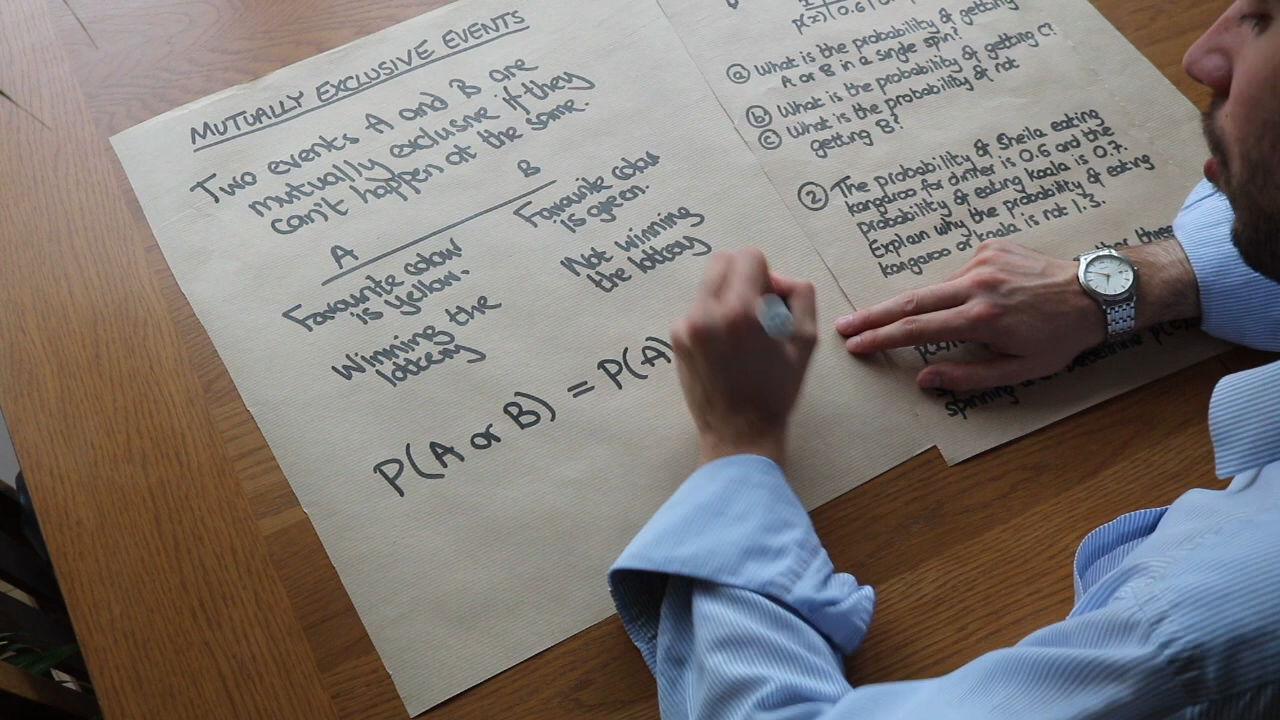 MUTUALLY EXCLUSIVE EVENTS
Two events A and B are
mutually exclusive if they
can't happen at the same.
A
B
Favourite colour
is yellow.
Favourite color
is green.
Winning the
lottery
Not winning
the lottery
P(A or B) = P(A)
p(x) 0.6
a What is the probability of getting
A or B in a single spin?
b What is the probability of getting C?
c What is the probability of not
getting B?
2 The probability of Sheila eating
kangaroo for dinner is 0.6 and the
probability of eating koala is 0.7.
Explain why the probability of eating
kangaroo or koala is not 1.3.
three
p(x)
spinning